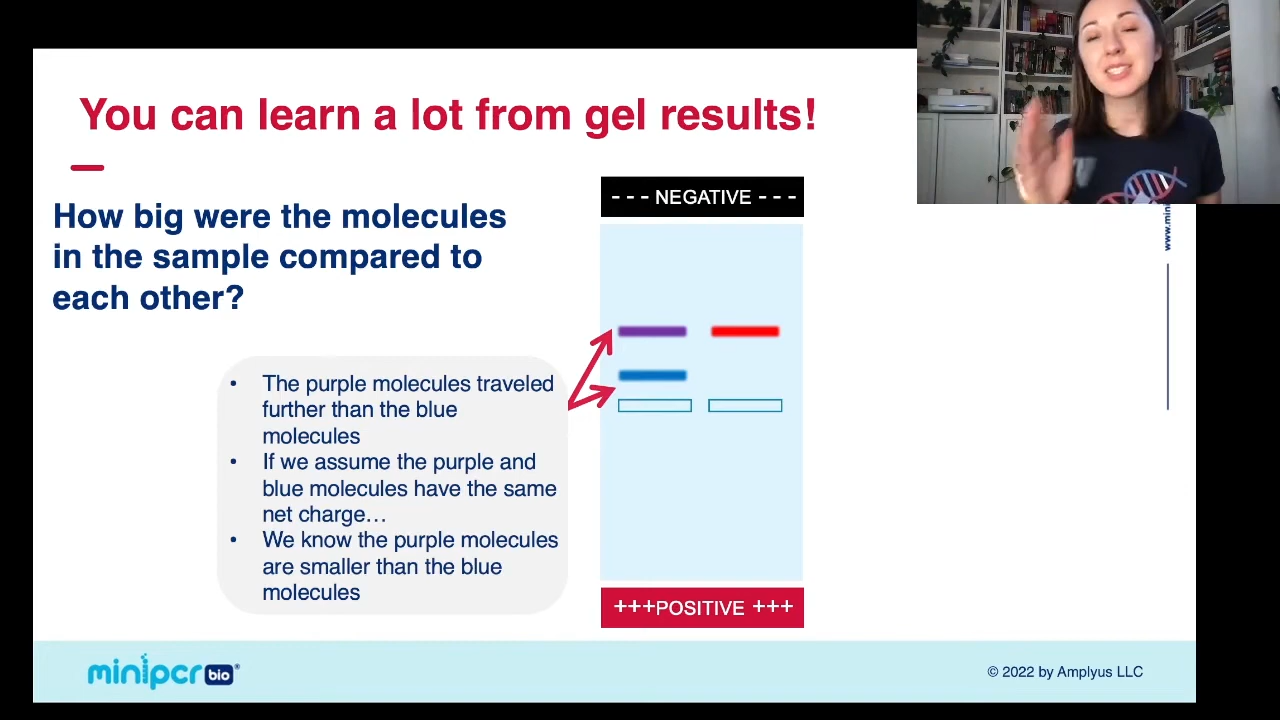 You can learn a lot from gel results!
How big were the molecules
in the sample compared to
each other?
- - - NEGATIVE - - -
• The purple molecules traveled
further than the blue
molecules
• If we assume the purple and
blue molecules have the same
net charge…
• We know the purple molecules
are smaller than the blue
molecules
+++POSITIVE +++
minipcr bio®
© 2022 by Amplyus LLC